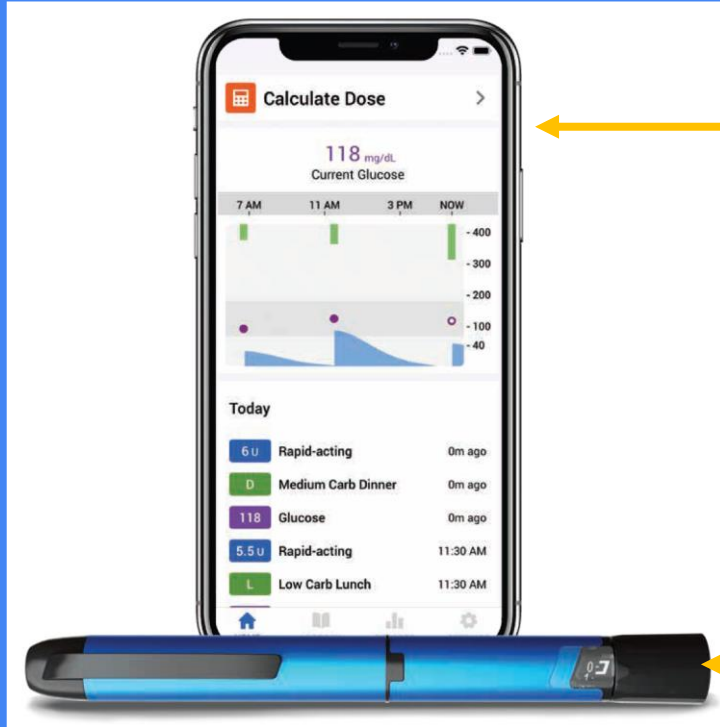 Calculate Dose
118 mg/dL
Current Glucose
7 AM 11 AM 3 PM NOW
- 400
- 300
- 200
- 100
- 40
Today
6 U Rapid-acting 0m ago
D Medium Carb Dinner 0m ago
118 Glucose 0m ago
5.5 U Rapid-acting 11:30 AM
L Low Carb Lunch 11:30 AM
0